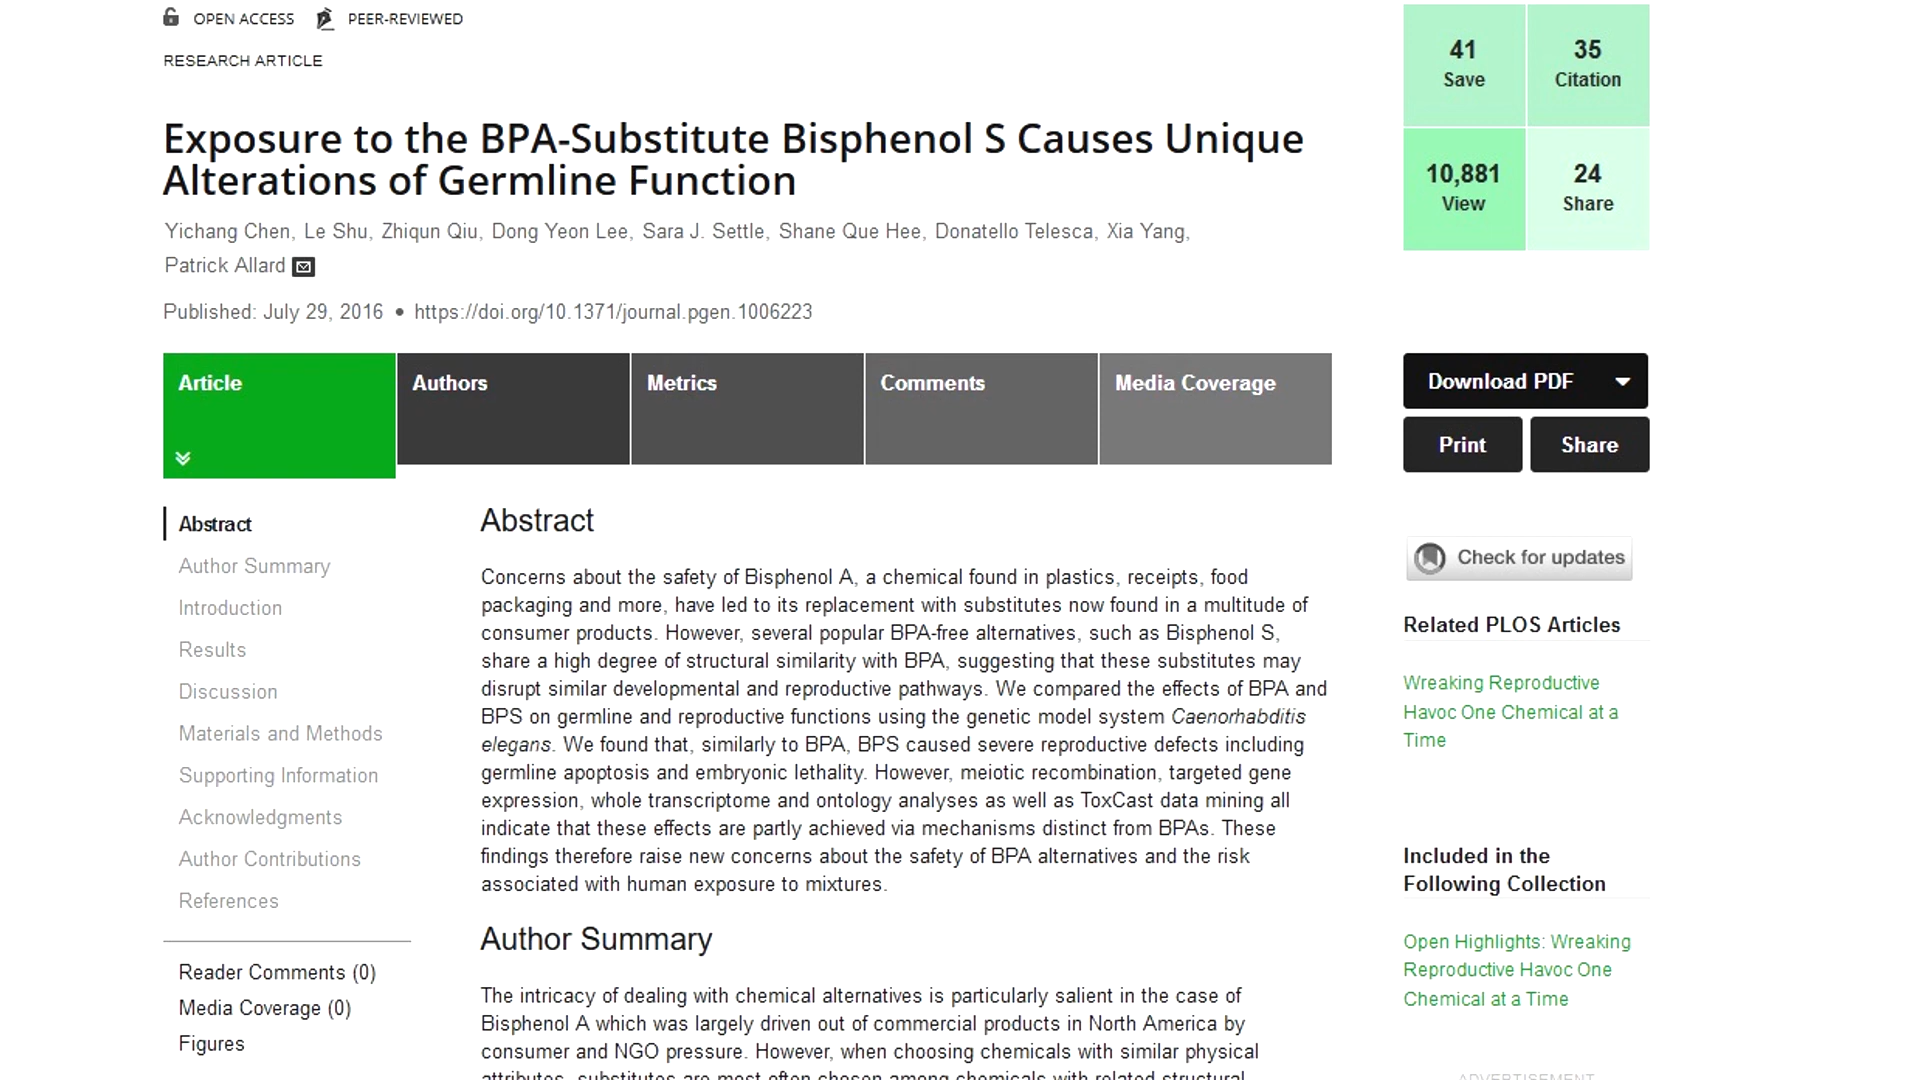 OPEN ACCESS PEER-REVIEWED
RESEARCH ARTICLE
Exposure to the BPA-Substitute Bisphenol S Causes Unique
Alterations of Germline Function
Yichang Chen, Le Shu, Zhiqun Qiu, Dong Yeon Lee, Sara J. Settle, Shane Que Hee, Donatello Telesca, Xia Yang,
Patrick Allard
Published: July 29, 2016 • https://doi.org/10.1371/journal.pgen.1006223
41 35
Save Citation
10,881 24
View Share
Article Authors Metrics Comments Media Coverage
Download PDF
Print Share
Abstract
Author Summary
Introduction
Results
Discussion
Materials and Methods
Supporting Information
Acknowledgments
Author Contributions
References
Reader Comments (0)
Media Coverage (0)
Figures
Abstract
Concerns about the safety of Bisphenol A, a chemical found in plastics, receipts, food
packaging and more, have led to its replacement with substitutes now found in a multitude of
consumer products. However, several popular BPA-free alternatives, such as Bisphenol S,
share a high degree of structural similarity with BPA, suggesting that these substitutes may
disrupt similar developmental and reproductive pathways. We compared the effects of BPA and
BPS on germline and reproductive functions using the genetic model system Caenorhabditis
elegans. We found that, similarly to BPA, BPS caused severe reproductive defects including
germline apoptosis and embryonic lethality. However, meiotic recombination, targeted gene
expression, whole transcriptome and ontology analyses as well as ToxCast data mining all
indicate that these effects are partly achieved via mechanisms distinct from BPAs. These
findings therefore raise new concerns about the safety of BPA alternatives and the risk
associated with human exposure to mixtures.
Author Summary
The intricacy of dealing with chemical alternatives is particularly salient in the case of
Bisphenol A which was largely driven out of commercial products in North America by
consumer and NGO pressure. However, when choosing chemicals with similar physical
attributes, substitutes are most often chosen among chemicals with related structural
Check for updates
Related PLOS Articles
Wreaking Reproductive
Havoc One Chemical at a
Time
Included in the
Following Collection
Open Highlights: Wreaking
Reproductive Havoc One
Chemical at a Time
ADVERTISEMENT